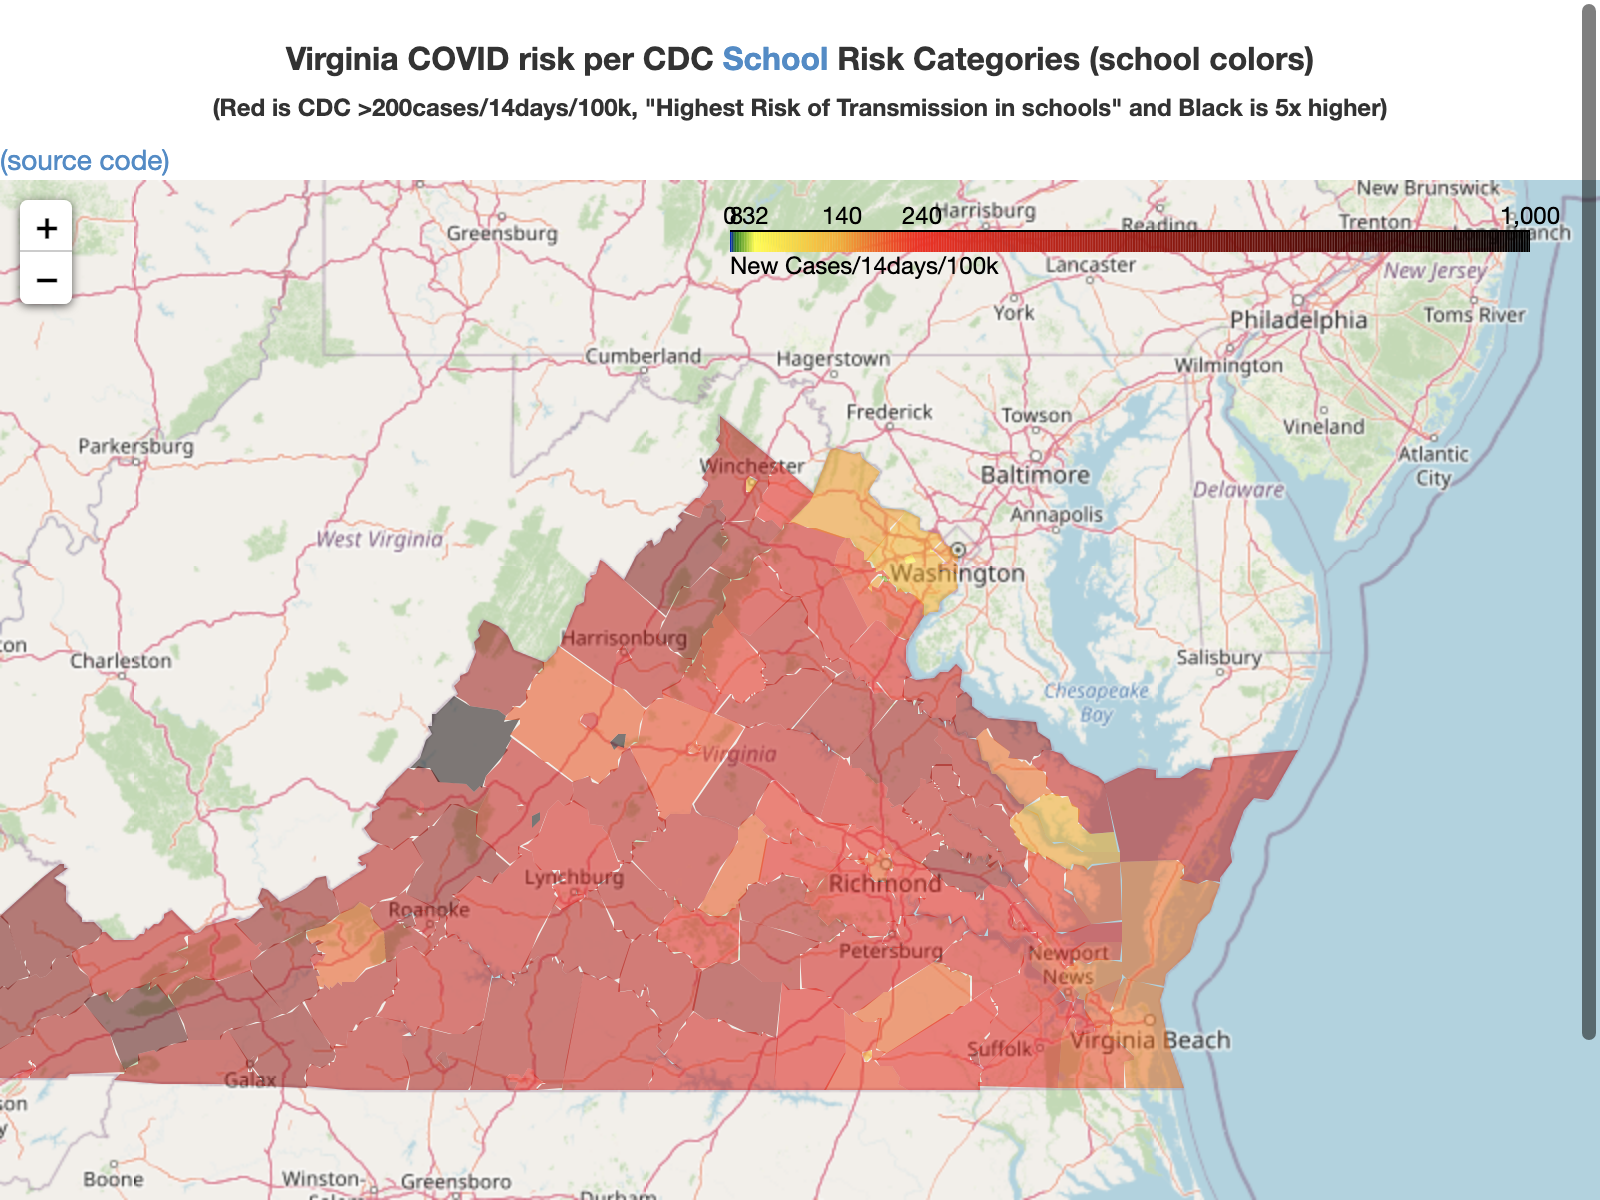 Virginia COVID risk per CDC School Risk Categories (school colors)
(Red is CDC >200cases/14days/100k, "Highest Risk of Transmission in schools" and Black is 5x higher)
(source code)
+
−
0 8 32 140 240 1,000
New Cases/14days/100k
New Brunswick
Harrisburg
Reading
Trenton
Greensburg
Lancaster
New Jersey
York
Philadelphia
Toms River
Cumberland
Hagerstown
Wilmington
Frederick
Towson
Vineland
Parkersburg
Winchester
Baltimore
Atlantic
City
Delaware
Annapolis
West Virginia
Washington
Harrisonburg
Charleston
Salisbury
Chesapeake
Bay
Virginia
Lynchburg
Richmond
Roanoke
Petersburg
Newport
News
Suffolk
Virginia Beach
Galax
Boone
Winston-
Greensboro